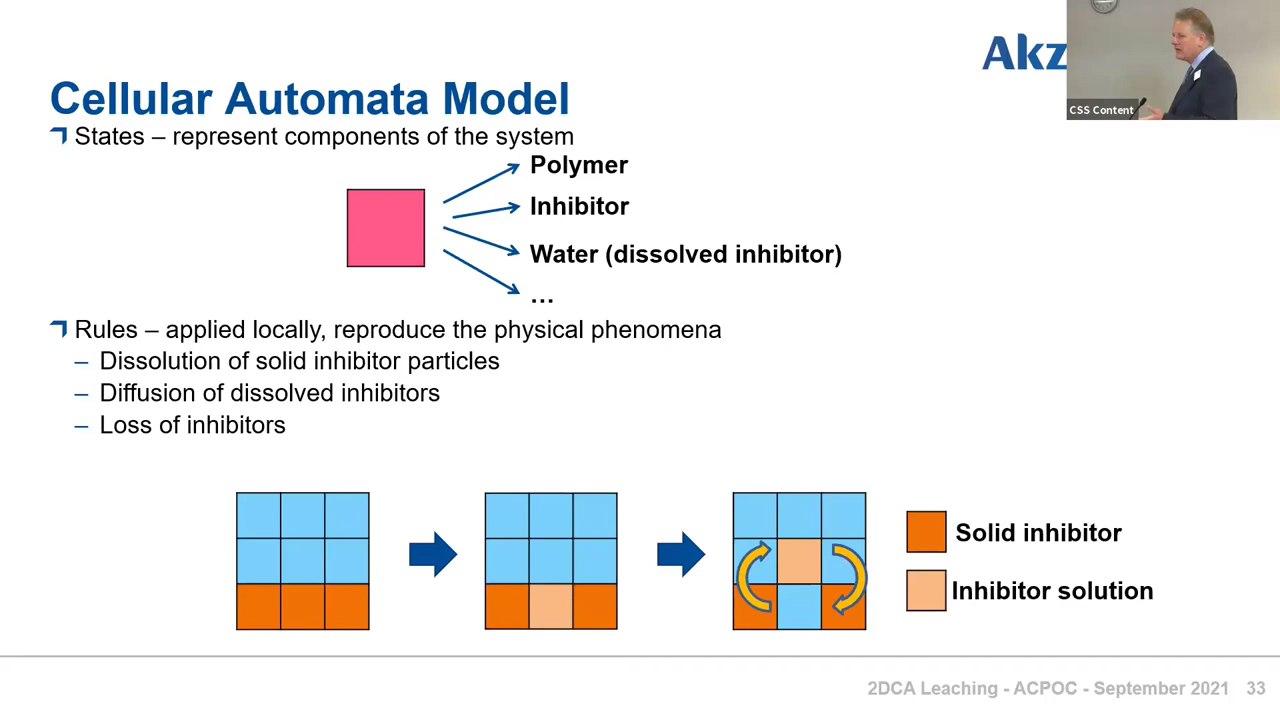 Akz
CSS Content
Cellular Automata Model
States – represent components of the system
Polymer
Inhibitor
Water (dissolved inhibitor)
…
Rules – applied locally, reproduce the physical phenomena
– Dissolution of solid inhibitor particles
– Diffusion of dissolved inhibitors
– Loss of inhibitors
Solid inhibitor
Inhibitor solution
2DCA Leaching - ACPOC - September 2021 33